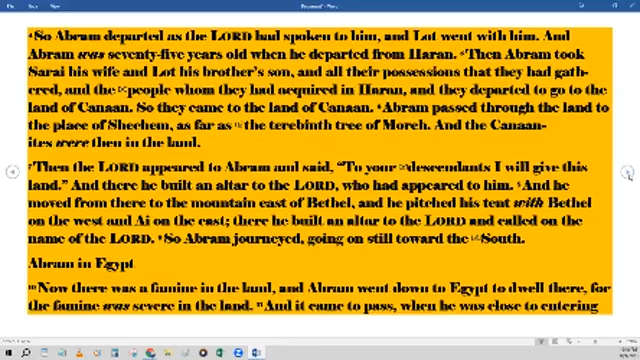 ⁴So Abram departed as the LORD had spoken to him, and Lot went with him. And
Abram was seventy-five years old when he departed from Haran. ⁵Then Abram took
Sarai his wife and Lot his brother's son, and all their possessions that they had gath-
ered, and the people whom they had acquired in Haran, and they departed to go to the
land of Canaan. So they came to the land of Canaan. ⁶Abram passed through the land to
the place of Shechem, as far as the terebinth tree of Moreh. And the Canaan-
ites were then in the land.
⁷Then the LORD appeared to Abram and said, “To your descendants I will give this
land.” And there he built an altar to the LORD, who had appeared to him. ⁸And he
moved from there to the mountain east of Bethel, and he pitched his tent with Bethel
on the west and Ai on the east; there he built an altar to the LORD and called on the
name of the LORD. ⁹So Abram journeyed, going on still toward the South.
Abram in Egypt
¹⁰Now there was a famine in the land, and Abram went down to Egypt to dwell there, for
the famine was severe in the land. ¹¹And it came to pass, when he was close to entering